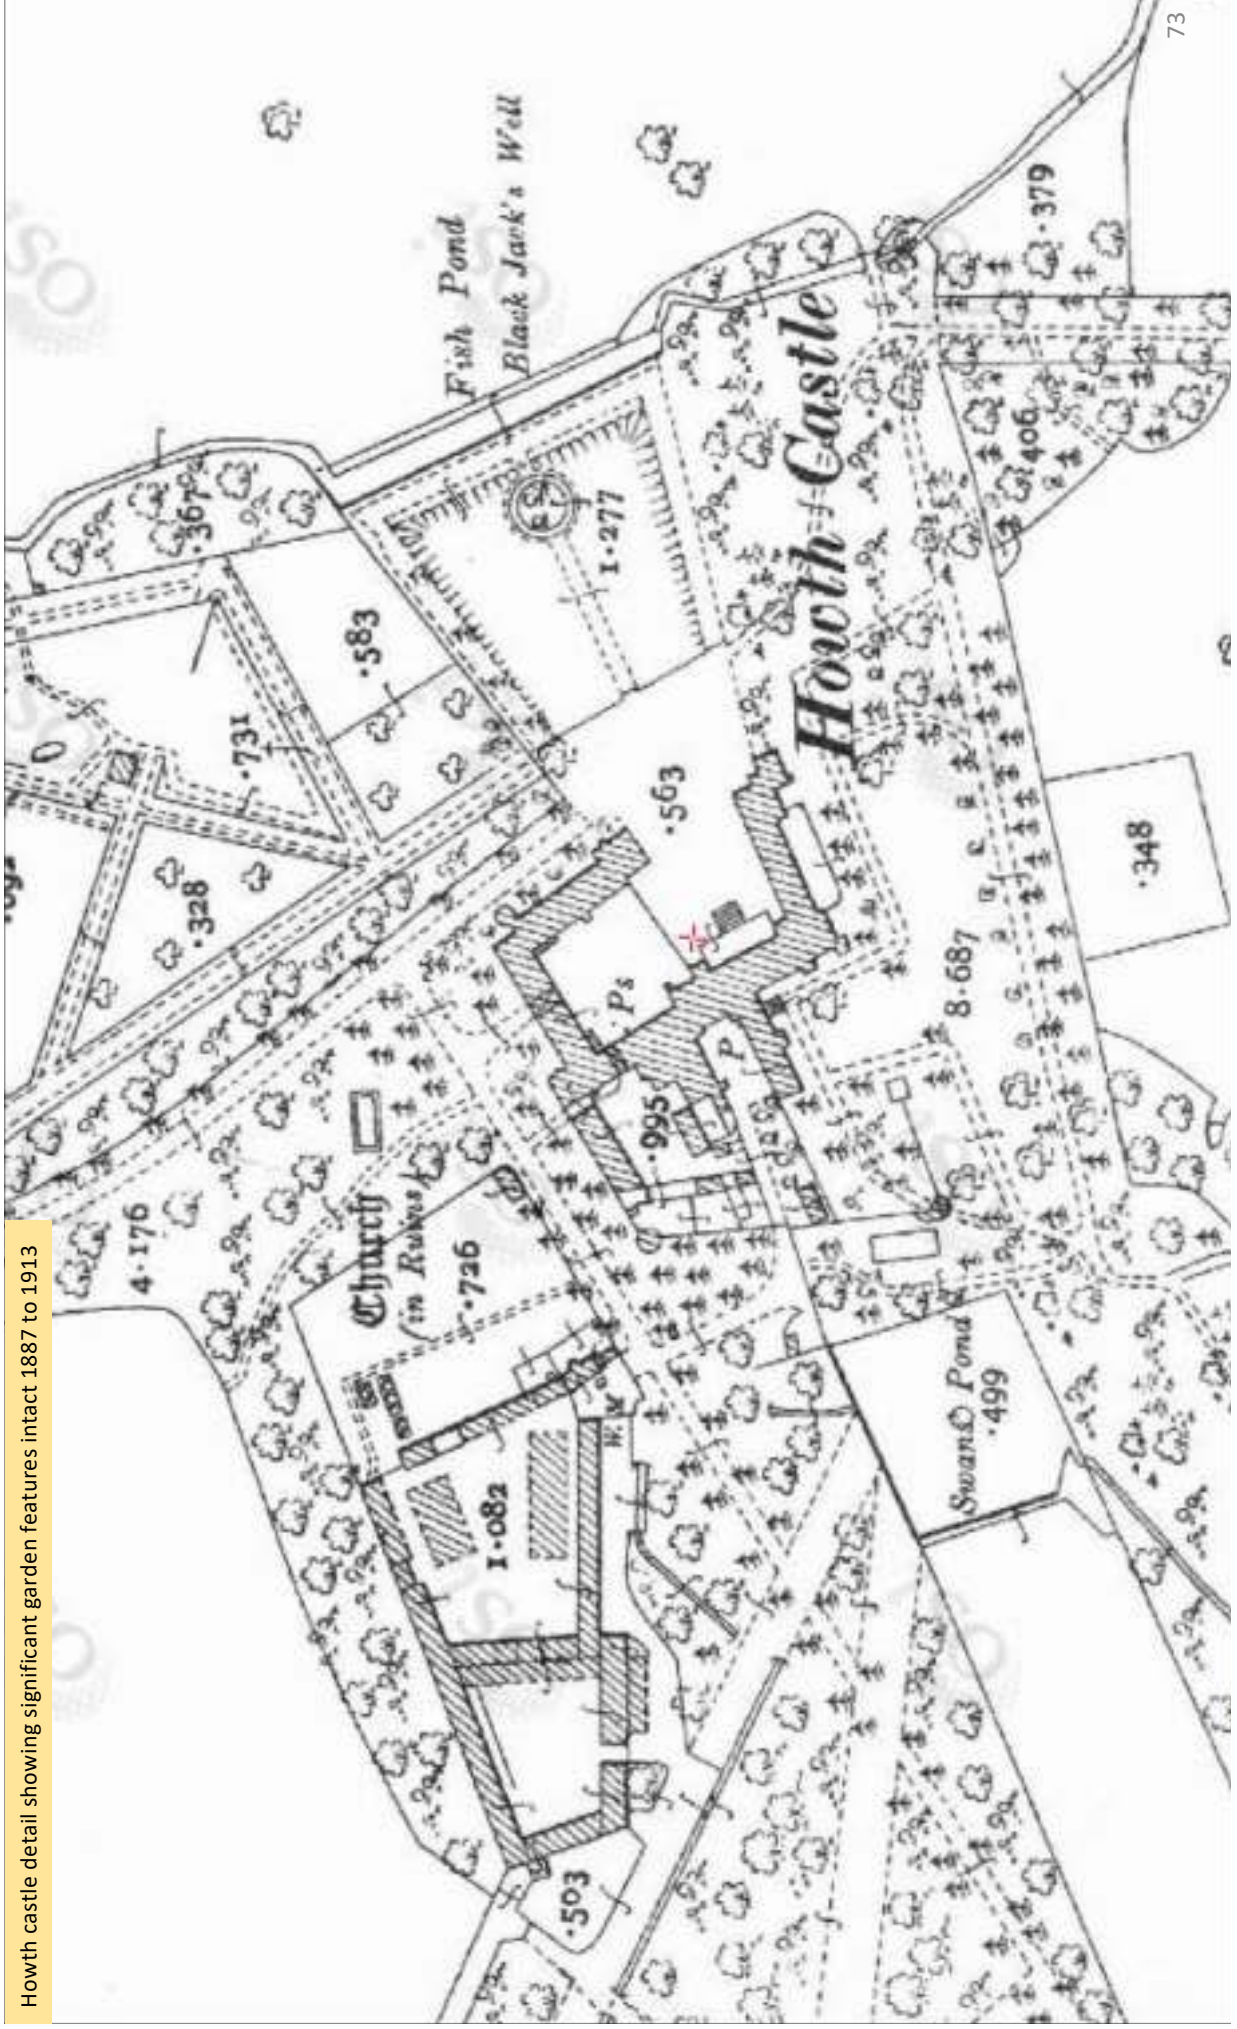 Howth castle detail showing significant garden features intact 1887 to 1913
4·176
·328
·731
·367
·583
Fish Pond
Black Jack's Well
Church
(in Ruins)
·726
1·082
·503
·995
Ps
P
·563
1·277
F.S.
W.M.
Howth Castle
8·687
Swan Pond
·499
·348
·406
·379
73